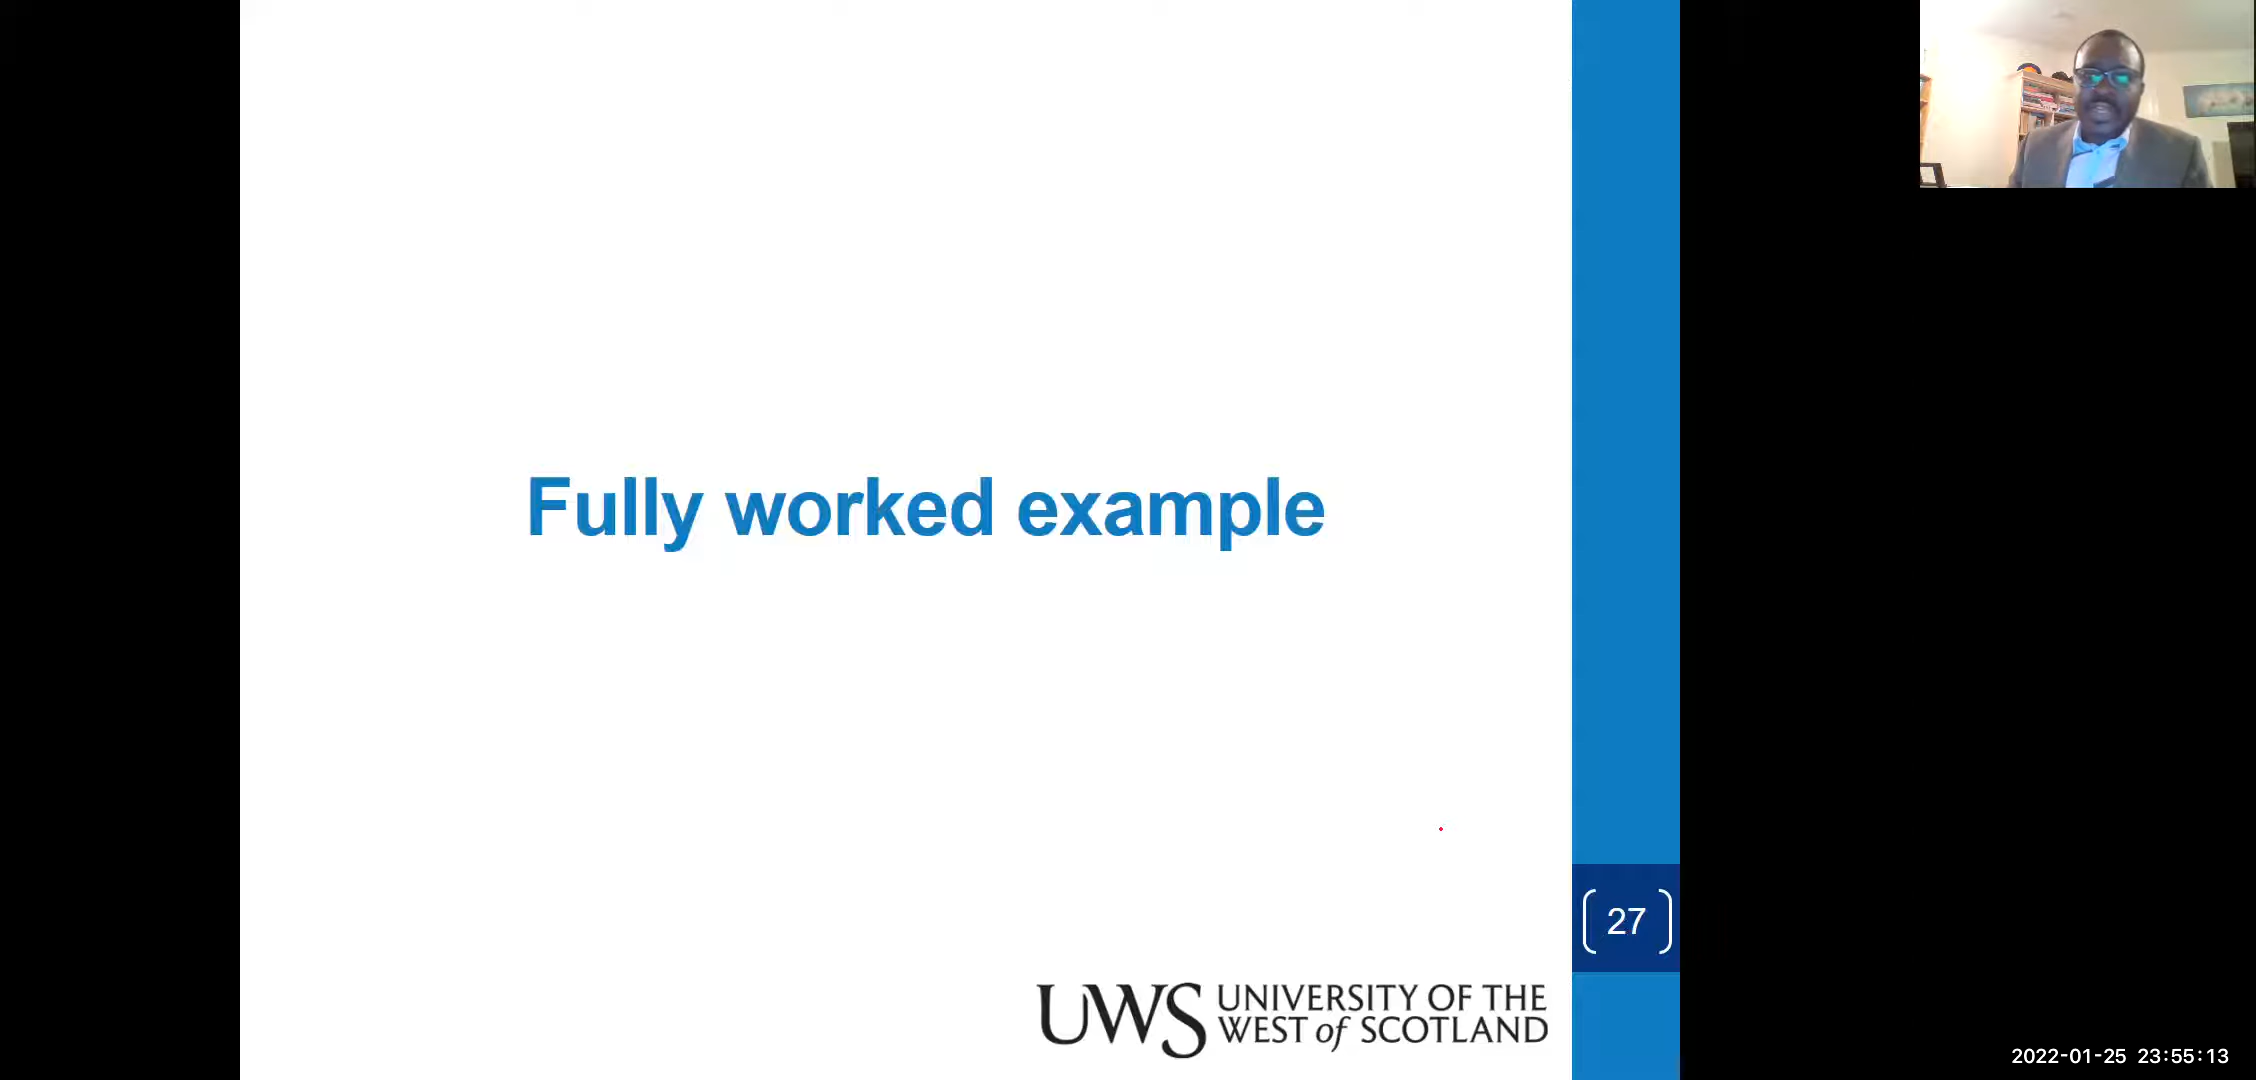 Fully worked example
27
UWS UNIVERSITY OF THE
WEST of SCOTLAND
2022-01-25 23:55:13